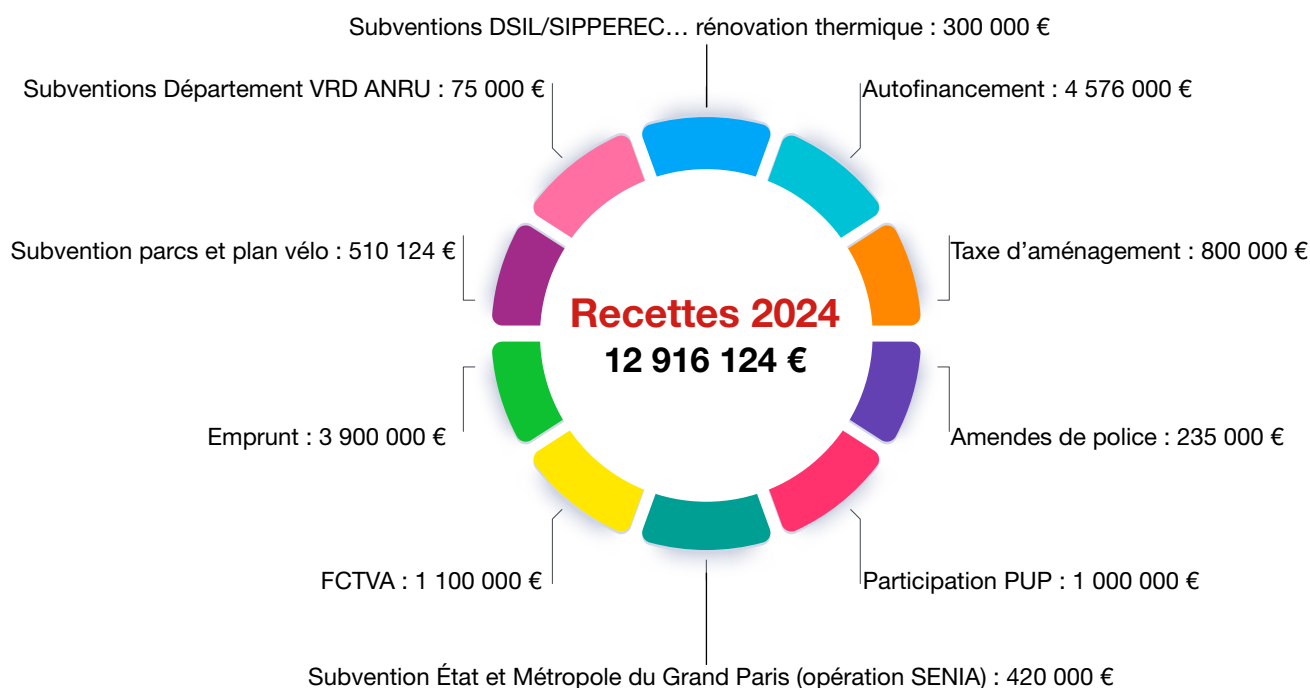 Subventions DSIL/SIPPEREC… rénovation thermique : 300 000 €
Subventions Département VRD ANRU : 75 000 €
Autofinancement : 4 576 000 €
Subvention parcs et plan vélo : 510 124 €
Taxe d’aménagement : 800 000 €
Recettes 2024
12 916 124 €
Emprunt : 3 900 000 €
Amendes de police : 235 000 €
FCTVA : 1 100 000 €
Participation PUP : 1 000 000 €
Subvention État et Métropole du Grand Paris (opération SENIA) : 420 000 €